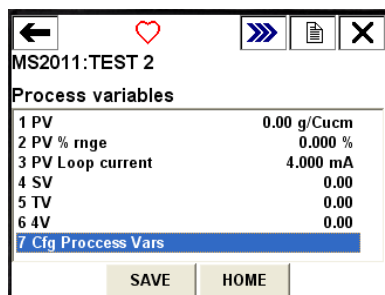 MS2011:TEST 2
Process variables
1 PV 0.00 g/Cucm
2 PV % rnge 0.000 %
3 PV Loop current 4.000 mA
4 SV 0.00
5 TV 0.00
6 4V 0.00
7 Cfg Proccess Vars
SAVE HOME